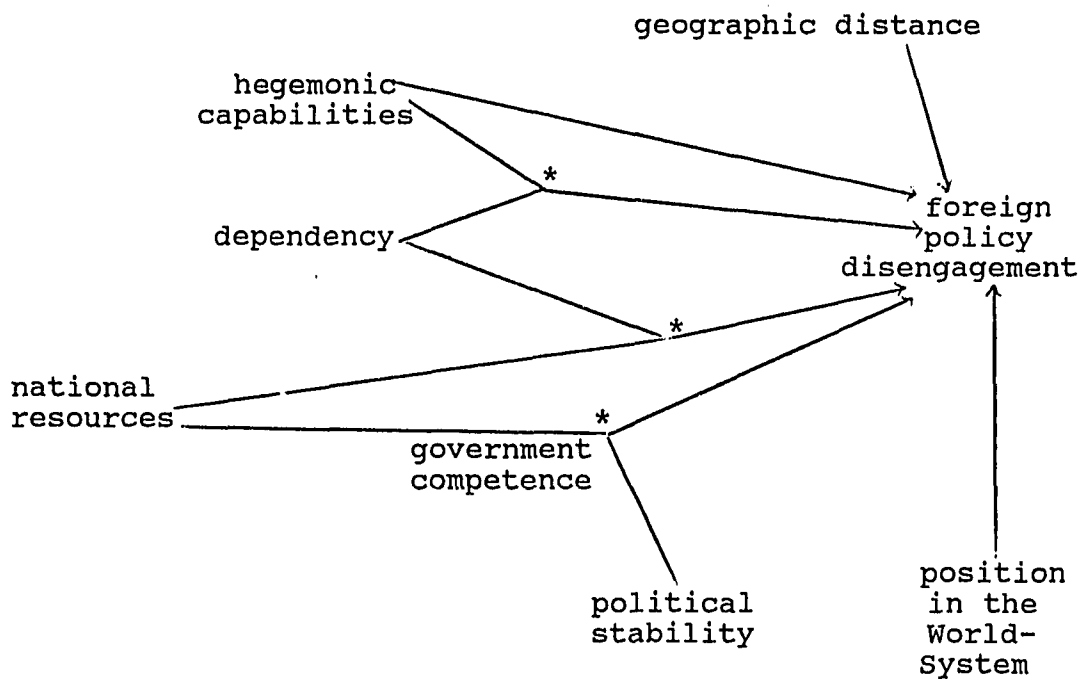 geographic distance
hegemonic
capabilities
*
foreign
policy
disengagement
dependency
*
national
resources
*
government
competence
political
stability
position
in the
World-
System